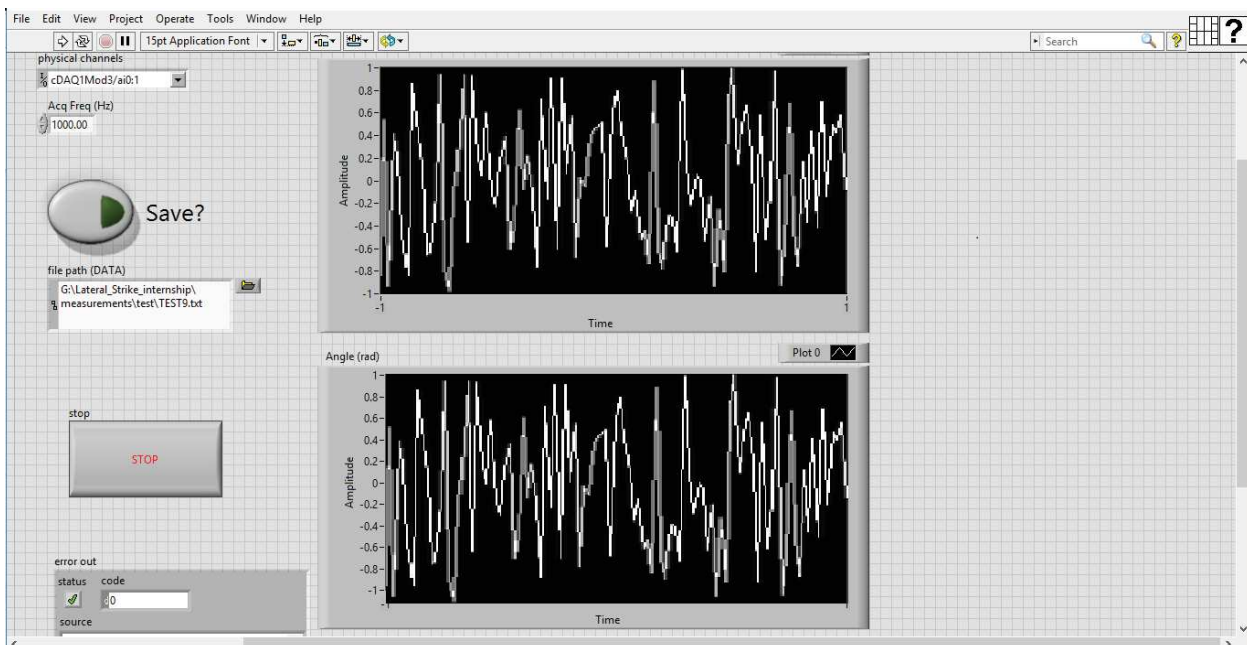 File Edit View Project Operate Tools Window Help
15pt Application Font
Search
?
physical channels
cDAQ1Mod3/ai0:1
Acq Freq (Hz)
1000.00
Save?
file path (DATA)
G:\Lateral_Strike_internship\
measurements\test\TEST9.txt
stop
STOP
error out
status code
0
source
Amplitude
1
0.8
0.6
0.4
0.2
0
-0.2
-0.4
-0.6
-0.8
-1
-1 1
Time
Angle (rad)
Plot 0
Amplitude
1
0.8
0.6
0.4
0.2
0
-0.2
-0.4
-0.6
-0.8
-1
Time